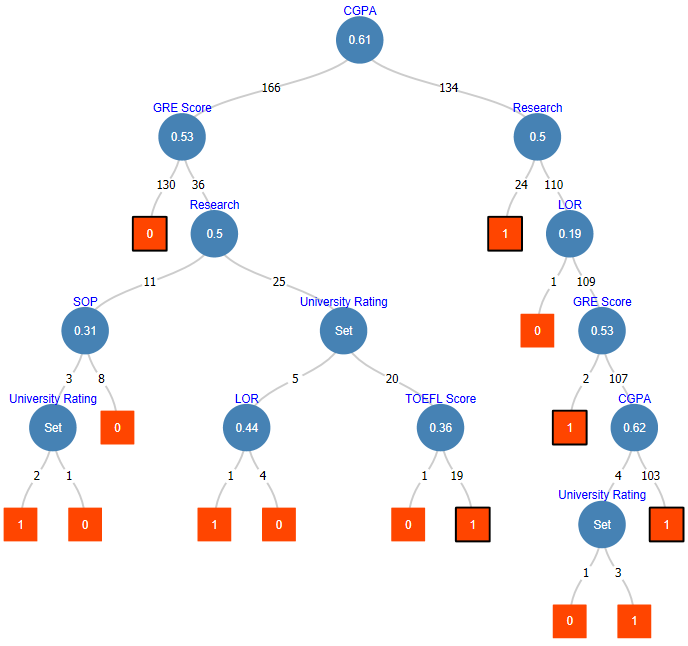 CGPA
0.61
166 134
GRE Score Research
0.53 0.5
130 36 24 110
Research LOR
0 0.5 1 0.19
11 25 1 109
SOP University Rating GRE Score
0.31 Set 0 0.53
3 8 5 20 2 107
University Rating LOR TOEFL Score CGPA
Set 0 0.44 0.36 1 0.62
2 1 1 4 1 19 4 103
University Rating
1 0 1 0 0 1 Set 1
1 3
0 1